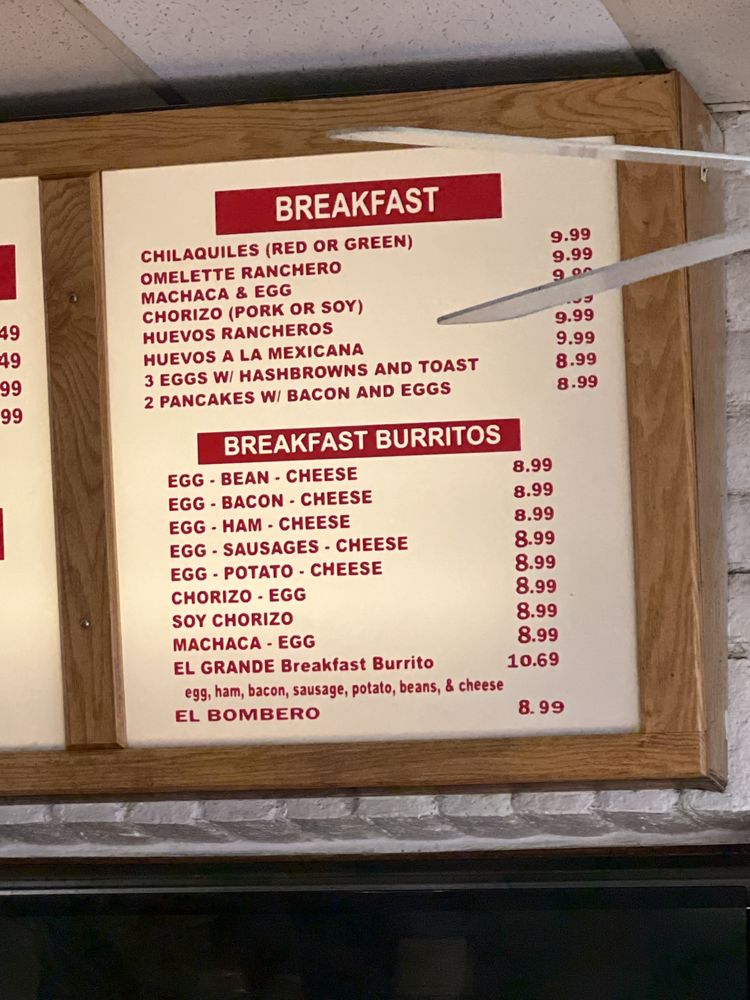 49
49
99
99
BREAKFAST
CHILAQUILES (RED OR GREEN) 9.99
OMELETTE RANCHERO 9.99
MACHACA & EGG
CHORIZO (PORK OR SOY)
HUEVOS RANCHEROS 9.99
HUEVOS A LA MEXICANA 9.99
3 EGGS W/ HASHBROWNS AND TOAST 8.99
2 PANCAKES W/ BACON AND EGGS 8.99
BREAKFAST BURRITOS
EGG - BEAN - CHEESE 8.99
EGG - BACON - CHEESE 8.99
EGG - HAM - CHEESE 8.99
EGG - SAUSAGES - CHEESE 8.99
EGG - POTATO - CHEESE 8.99
CHORIZO - EGG 8.99
SOY CHORIZO 8.99
MACHACA - EGG 8.99
EL GRANDE Breakfast Burrito 10.69
egg, ham, bacon, sausage, potato, beans, & cheese
EL BOMBERO 8.99